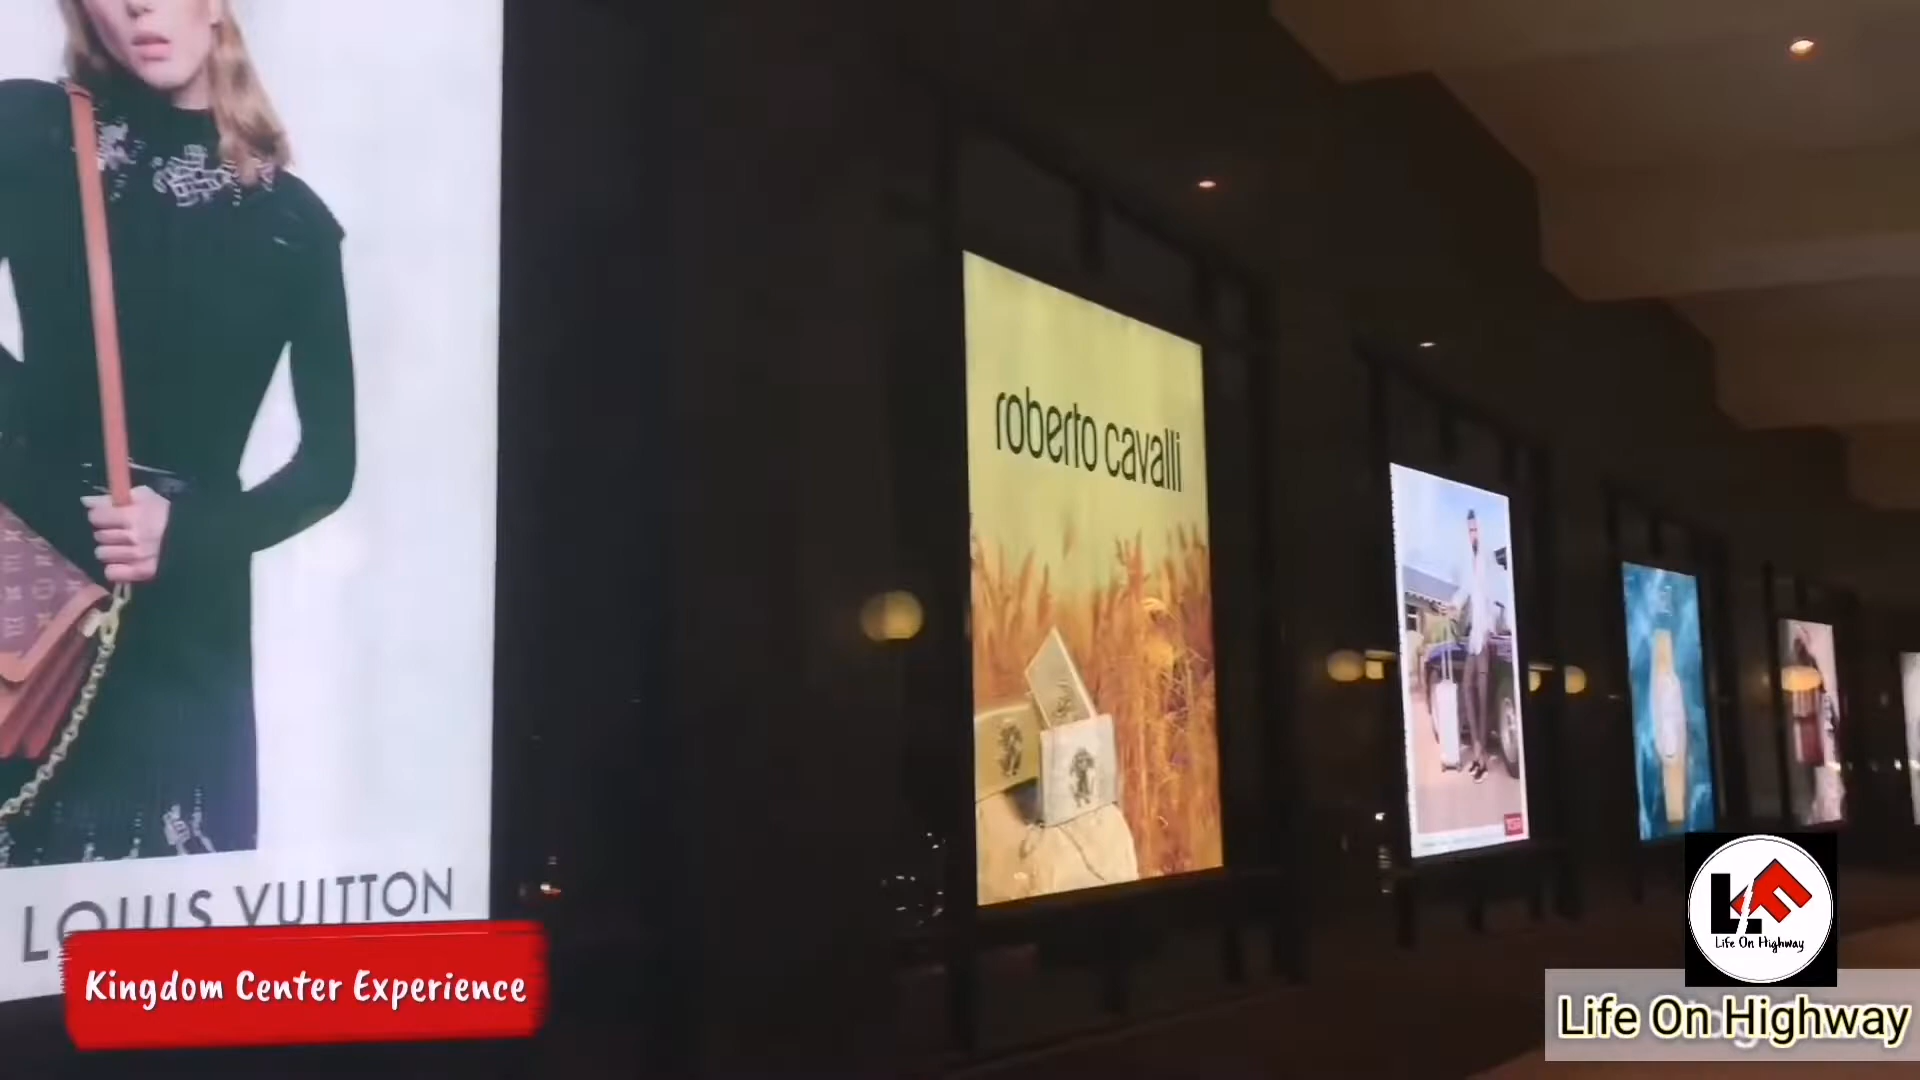 LOUIS VUITTON
roberto cavalli
Kingdom Center Experience
Life On Highway
Life On Highway